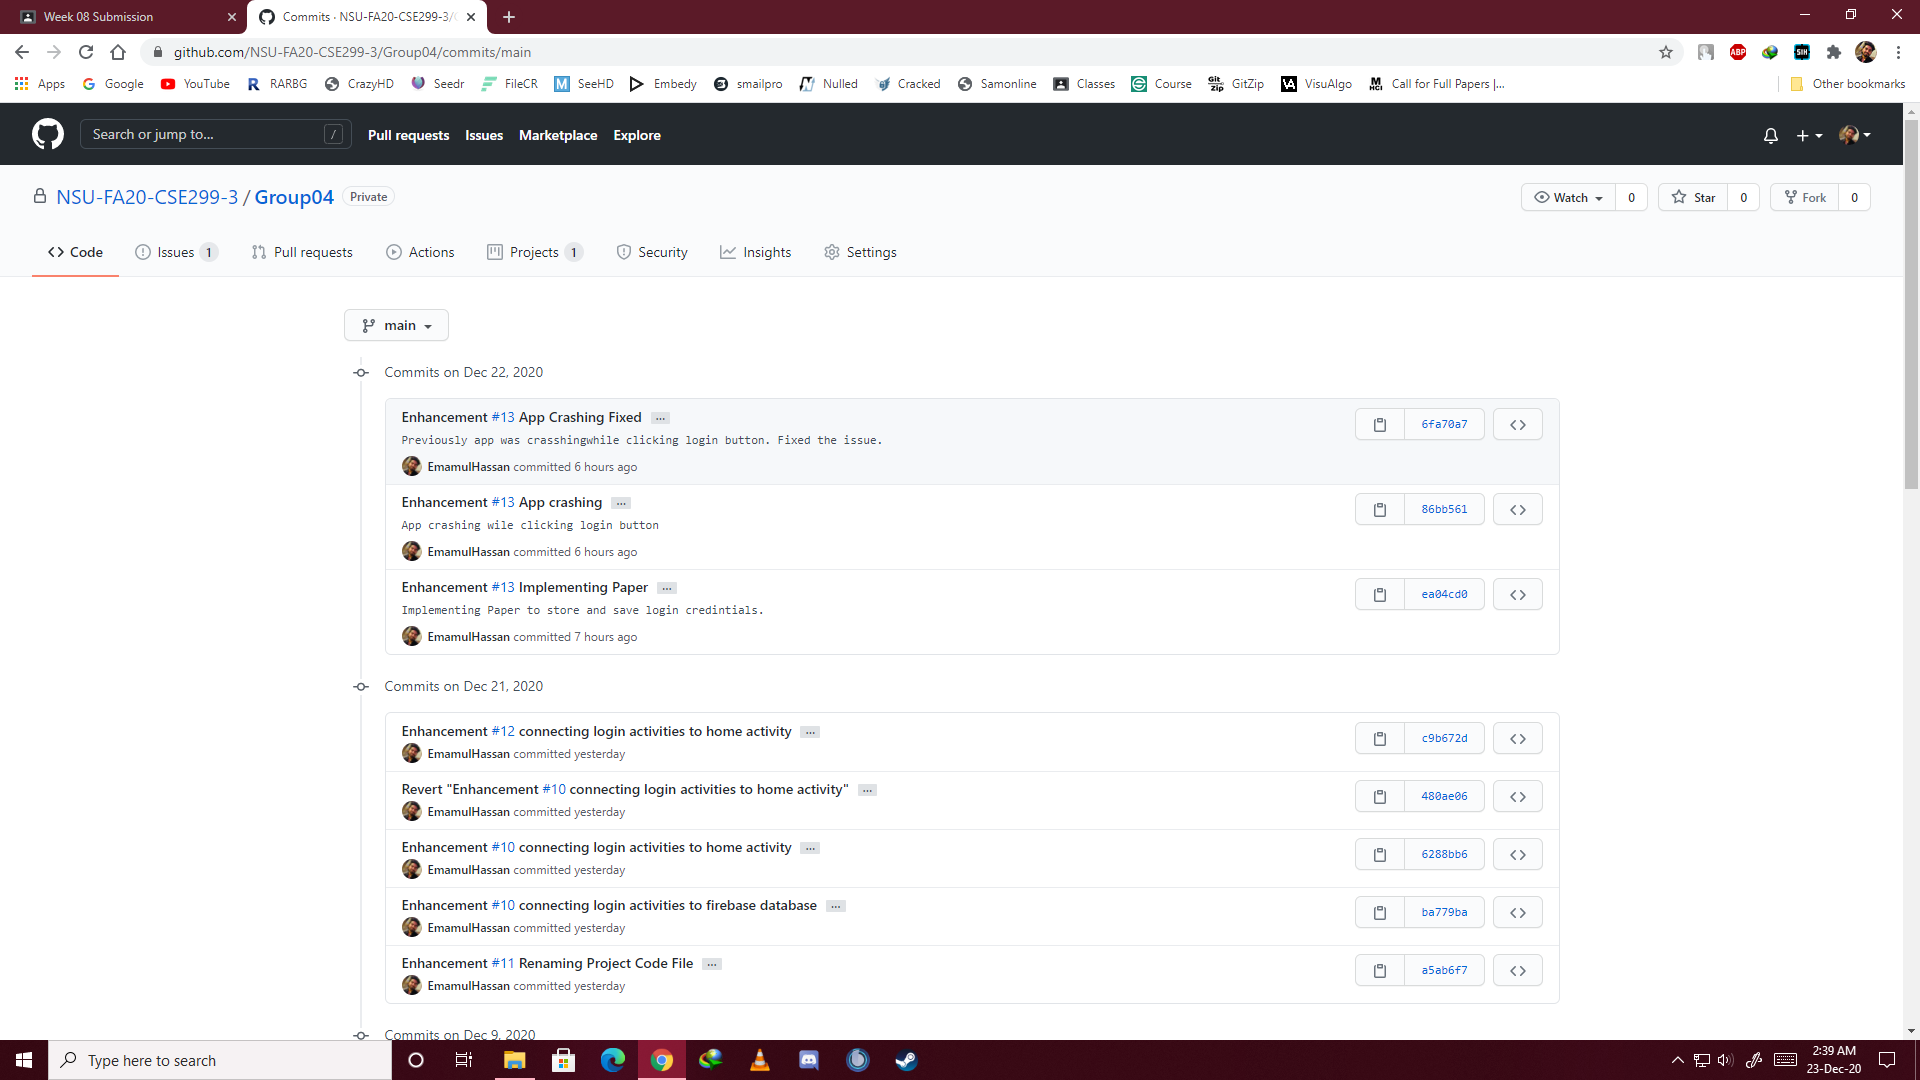 Week 08 Submission
Commits · NSU-FA20-CSE299-3/
github.com/NSU-FA20-CSE299-3/Group04/commits/main
Apps Google YouTube RARBG CrazyHD Seedr FileCR SeeHD Embedy smailpro Nulled Cracked Samonline Classes Course GitZip VisuAlgo Call for Full Papers |... Other bookmarks
Search or jump to... / Pull requests Issues Marketplace Explore
NSU-FA20-CSE299-3 / Group04 Private Watch 0 Star 0 Fork 0
Code Issues 1 Pull requests Actions Projects 1 Security Insights Settings
main
Commits on Dec 22, 2020
Enhancement #13 App Crashing Fixed ...
Previously app was crasshingwhile clicking login button. Fixed the issue.
EmamulHassan committed 6 hours ago
6fa70a7
Enhancement #13 App crashing ...
App crashing wile clicking login button
EmamulHassan committed 6 hours ago
86bb561
Enhancement #13 Implementing Paper ...
Implementing Paper to store and save login credintials.
EmamulHassan committed 7 hours ago
ea04cd0
Commits on Dec 21, 2020
Enhancement #12 connecting login activities to home activity ...
EmamulHassan committed yesterday
c9b672d
Revert "Enhancement #10 connecting login activities to home activity" ...
EmamulHassan committed yesterday
480ae06
Enhancement #10 connecting login activities to home activity ...
EmamulHassan committed yesterday
6288bb6
Enhancement #10 connecting login activities to firebase database ...
EmamulHassan committed yesterday
ba779ba
Enhancement #11 Renaming Project Code File ...
EmamulHassan committed yesterday
a5ab6f7
Commits on Dec 9, 2020
Type here to search
2:39 AM
23-Dec-20